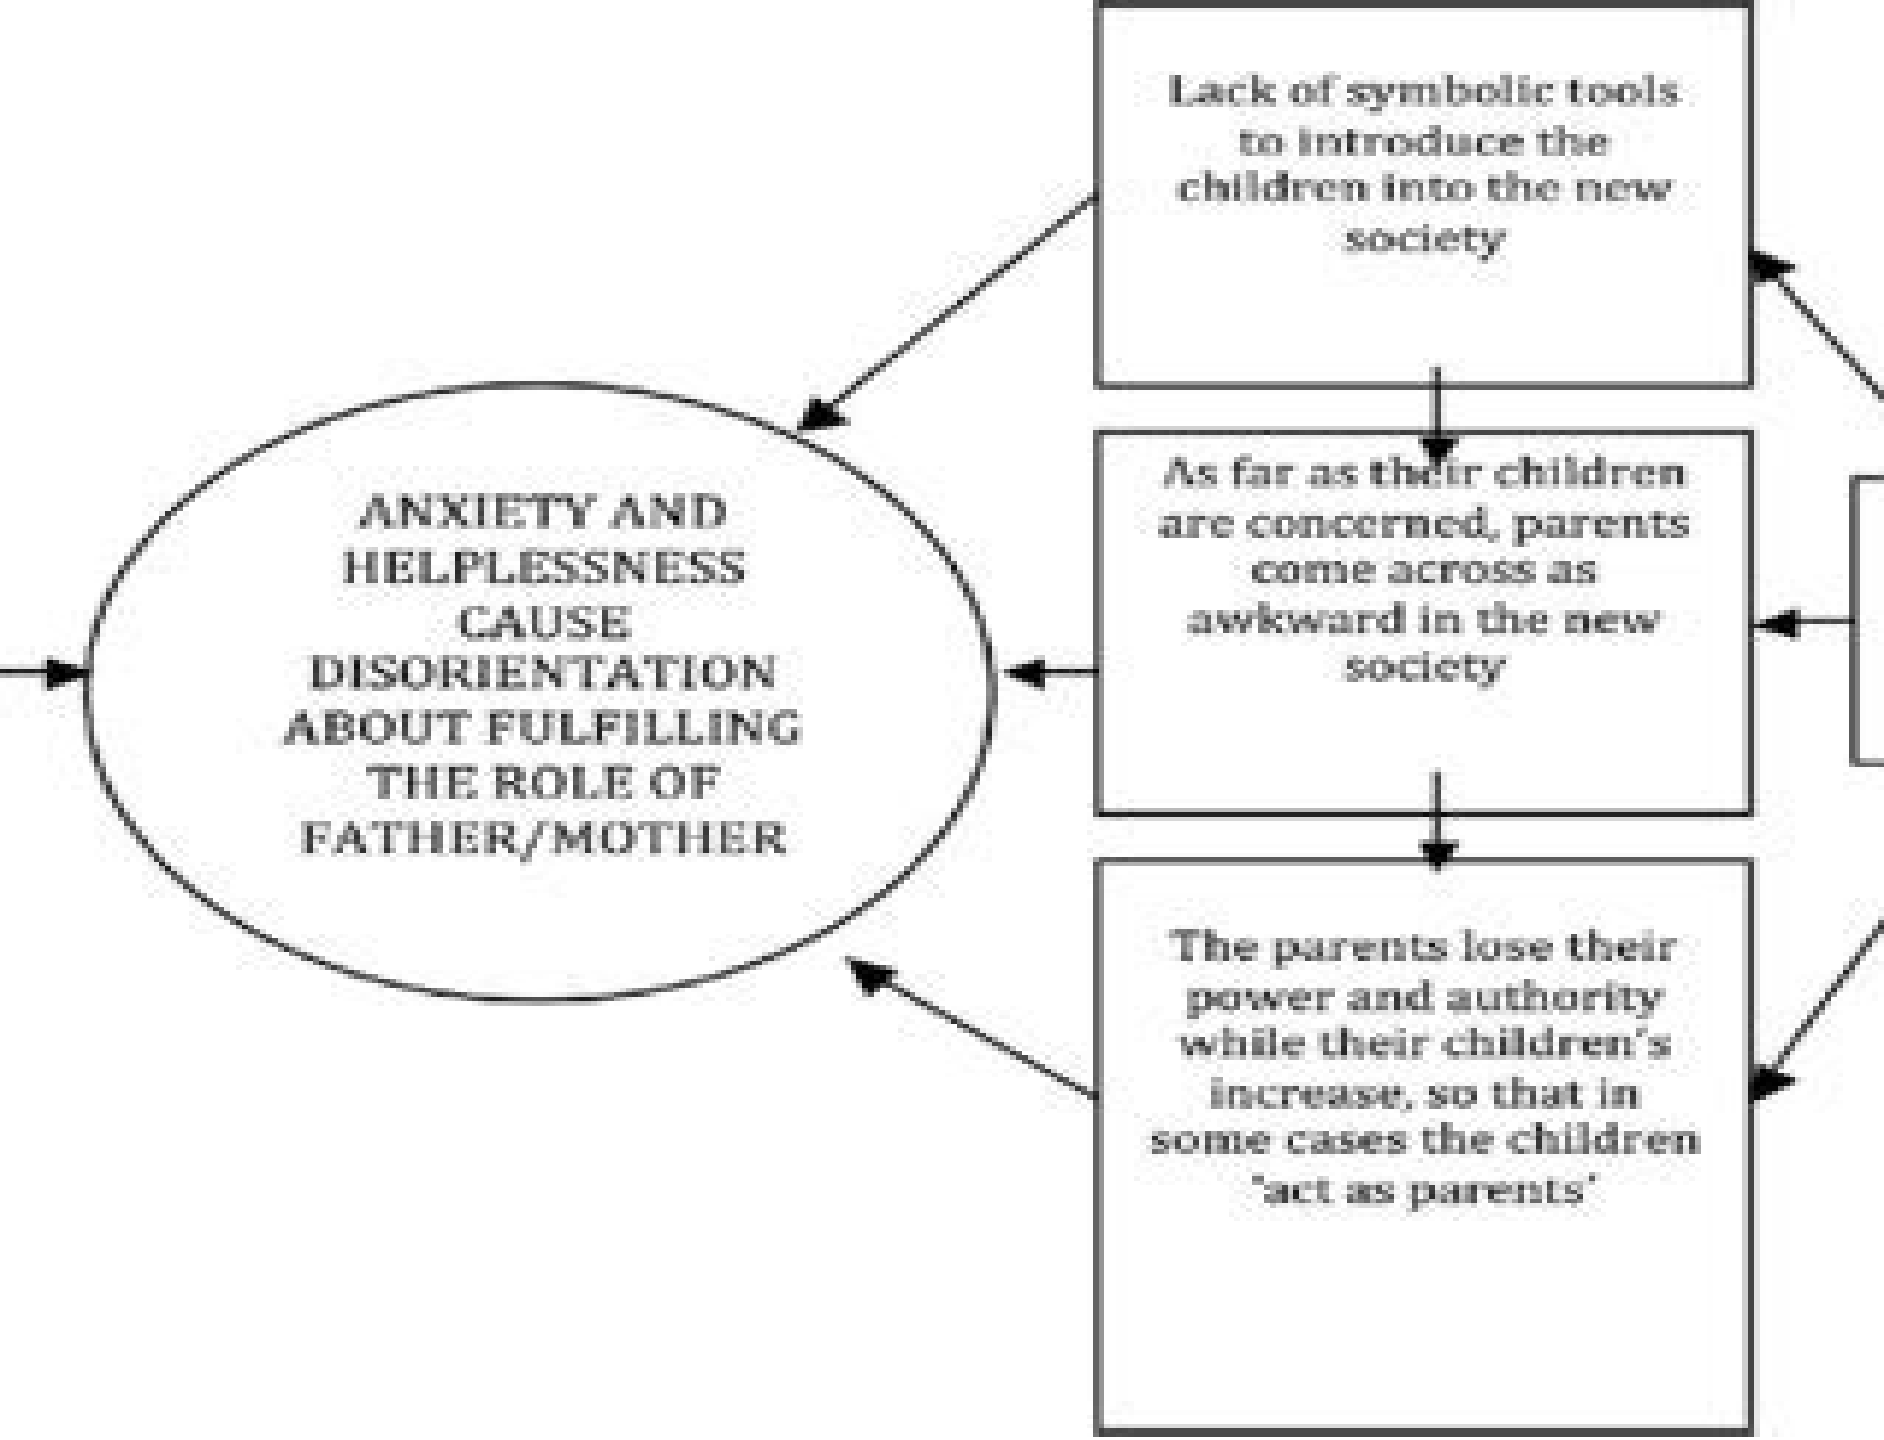 Lack of symbolic tools
to introduce the
children into the new
society
ANXIETY AND
HELPLESSNESS
CAUSE
DISORIENTATION
ABOUT FULFILLING
THE ROLE OF
FATHER/MOTHER
As far as their children
are concerned, parents
come across as
awkward in the new
society
The parents lose their
power and authority
while their children's
increase, so that in
some cases the children
'act as parents'